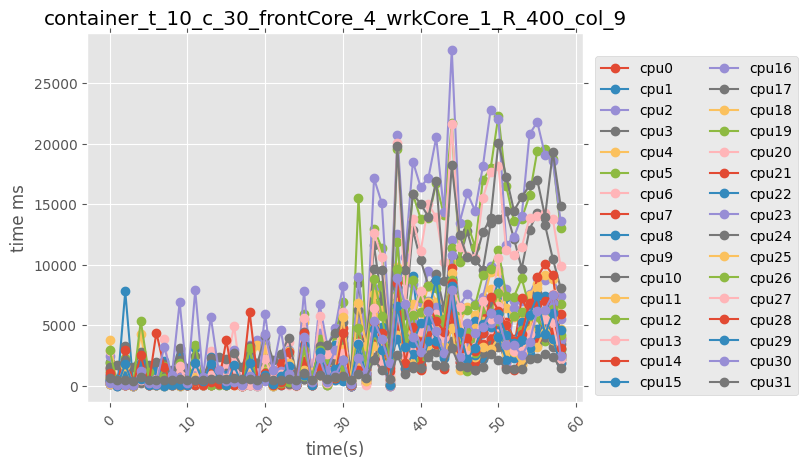 container_t_10_c_30_frontCore_4_wrkCore_1_R_400_col_9
time ms
25000
20000
15000
10000
5000
0
0 10 20 30 40 50 60
time(s)
cpu0 cpu16
cpu1 cpu17
cpu2 cpu18
cpu3 cpu19
cpu4 cpu20
cpu5 cpu21
cpu6 cpu22
cpu7 cpu23
cpu8 cpu24
cpu9 cpu25
cpu10 cpu26
cpu11 cpu27
cpu12 cpu28
cpu13 cpu29
cpu14 cpu30
cpu15 cpu31